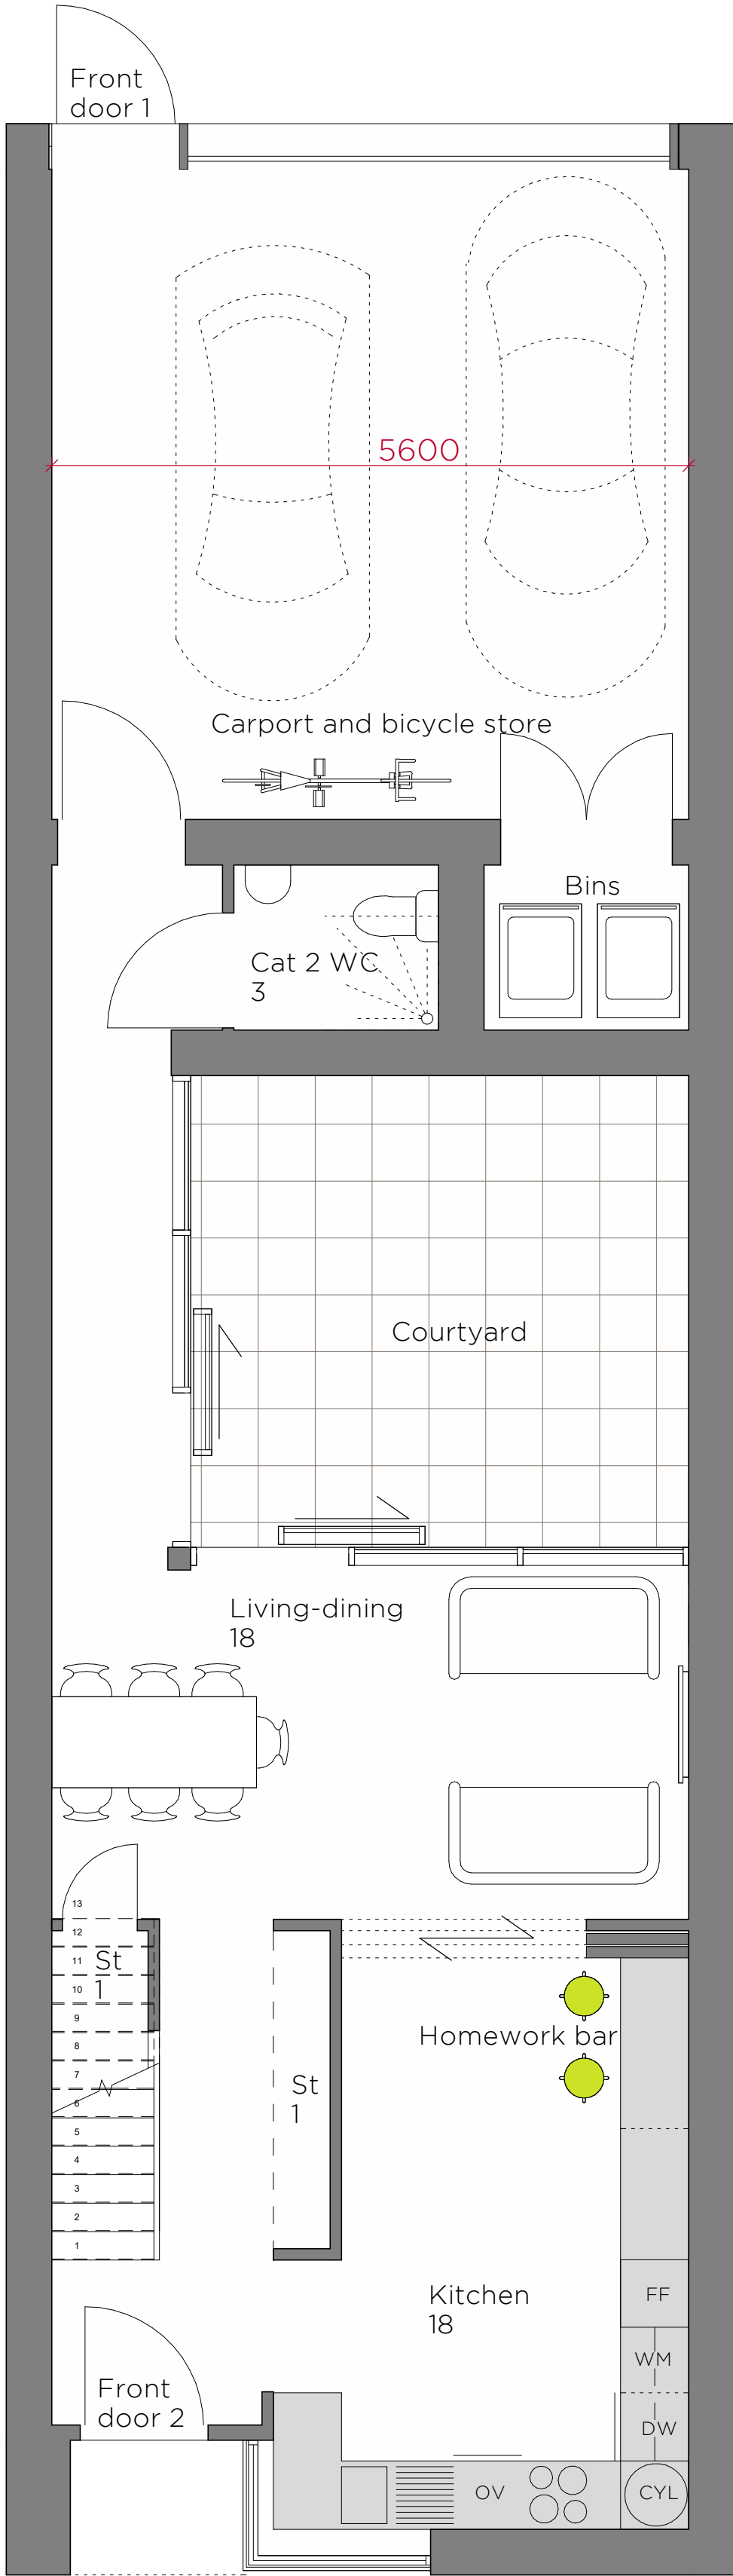 Front
door 1
5600
Carport and bicycle store
Bins
Cat 2 WC
3
Courtyard
Living-dining
18
13
12
11
10
9
8
7
6
5
4
3
2
1
St
1
Homework bar
St
1
Kitchen
18
FF
WM
DW
Front
door 2
OV
CYL